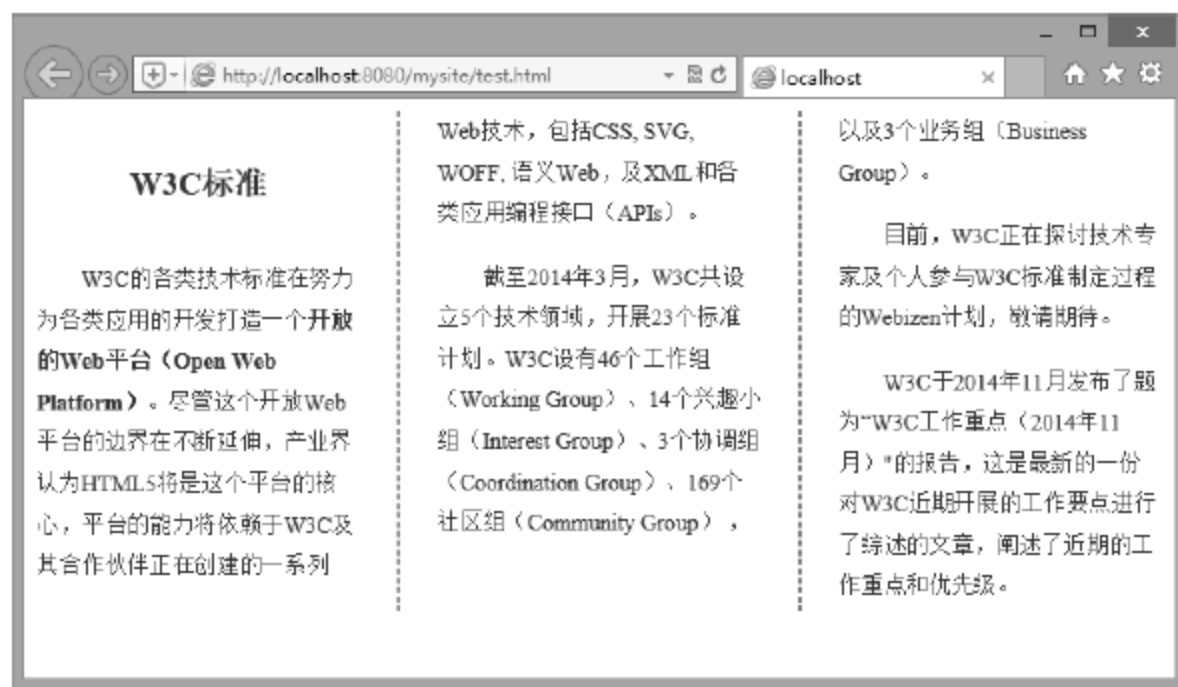 http://localhost:8080/mysite/test.html
localhost
W3C标准
W3C的各类技术标准在努力
为各类应用的开发打造一个开放
的Web平台（Open Web
Platform）。尽管这个开放Web
平台的边界在不断延伸，产业界
认为HTML5将是这个平台的核
心，平台的能力将依赖于W3C及
其合作伙伴正在创建的一系列
Web技术，包括CSS, SVG,
WOFF, 语义Web，及XML和各
类应用编程接口（APIs）。
截至2014年3月，W3C共设
立5个技术领域，开展23个标准
计划。W3C设有46个工作组
（Working Group）、14个兴趣小
组（Interest Group）、3个协调组
（Coordination Group）、169个
社区组（Community Group），
以及3个业务组（Business
Group）。
目前，W3C正在探讨技术专
家及个人参与W3C标准制定过程
的Webizen计划，敬请期待。
W3C于2014年11月发布了题
为"W3C工作重点（2014年11
月）"的报告，这是最新的一份
对W3C近期开展的工作要点进行
了综述的文章，阐述了近期的工
作重点和优先级。